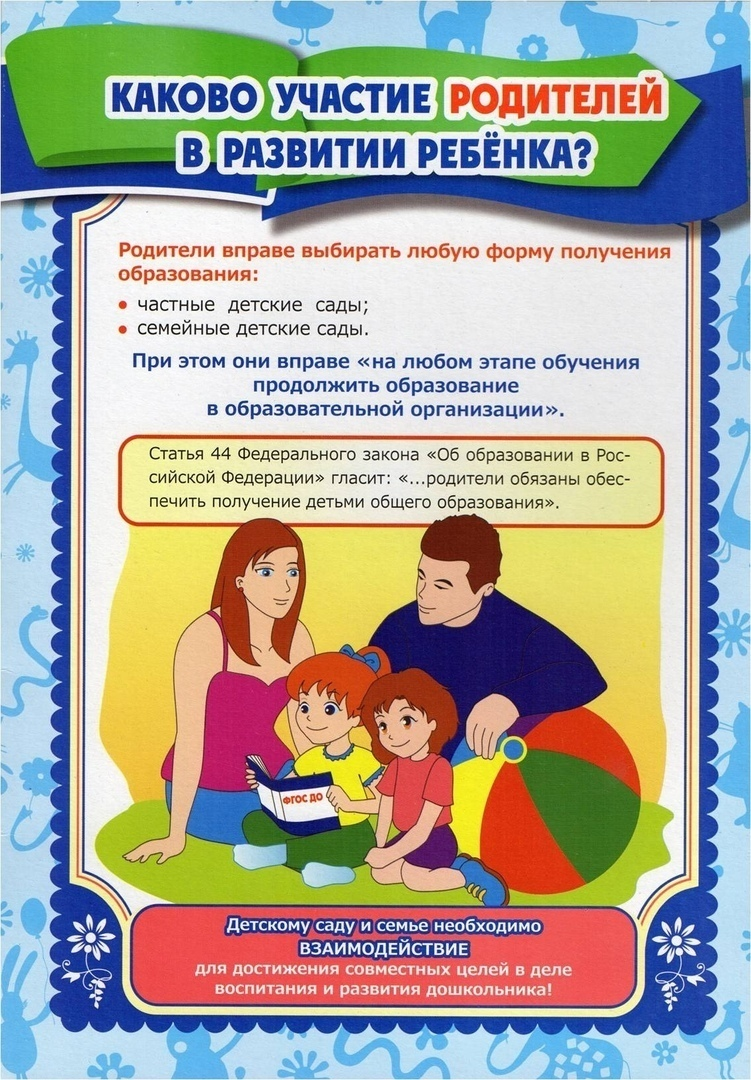 КАКОВО УЧАСТИЕ РОДИТЕЛЕЙ
В РАЗВИТИИ РЕБЁНКА?
Родители вправе выбирать любую форму получения
образования:
• частные детские сады;
• семейные детские сады.
При этом они вправе «на любом этапе обучения
продолжить образование
в образовательной организации».
Статья 44 Федерального закона «Об образовании в Рос-
сийской Федерации» гласит: «...родители обязаны обес-
печить получение детьми общего образования».
ФГОС ДО
Детскому саду и семье необходимо
ВЗАИМОДЕЙСТВИЕ
для достижения совместных целей в деле
воспитания и развития дошкольника!